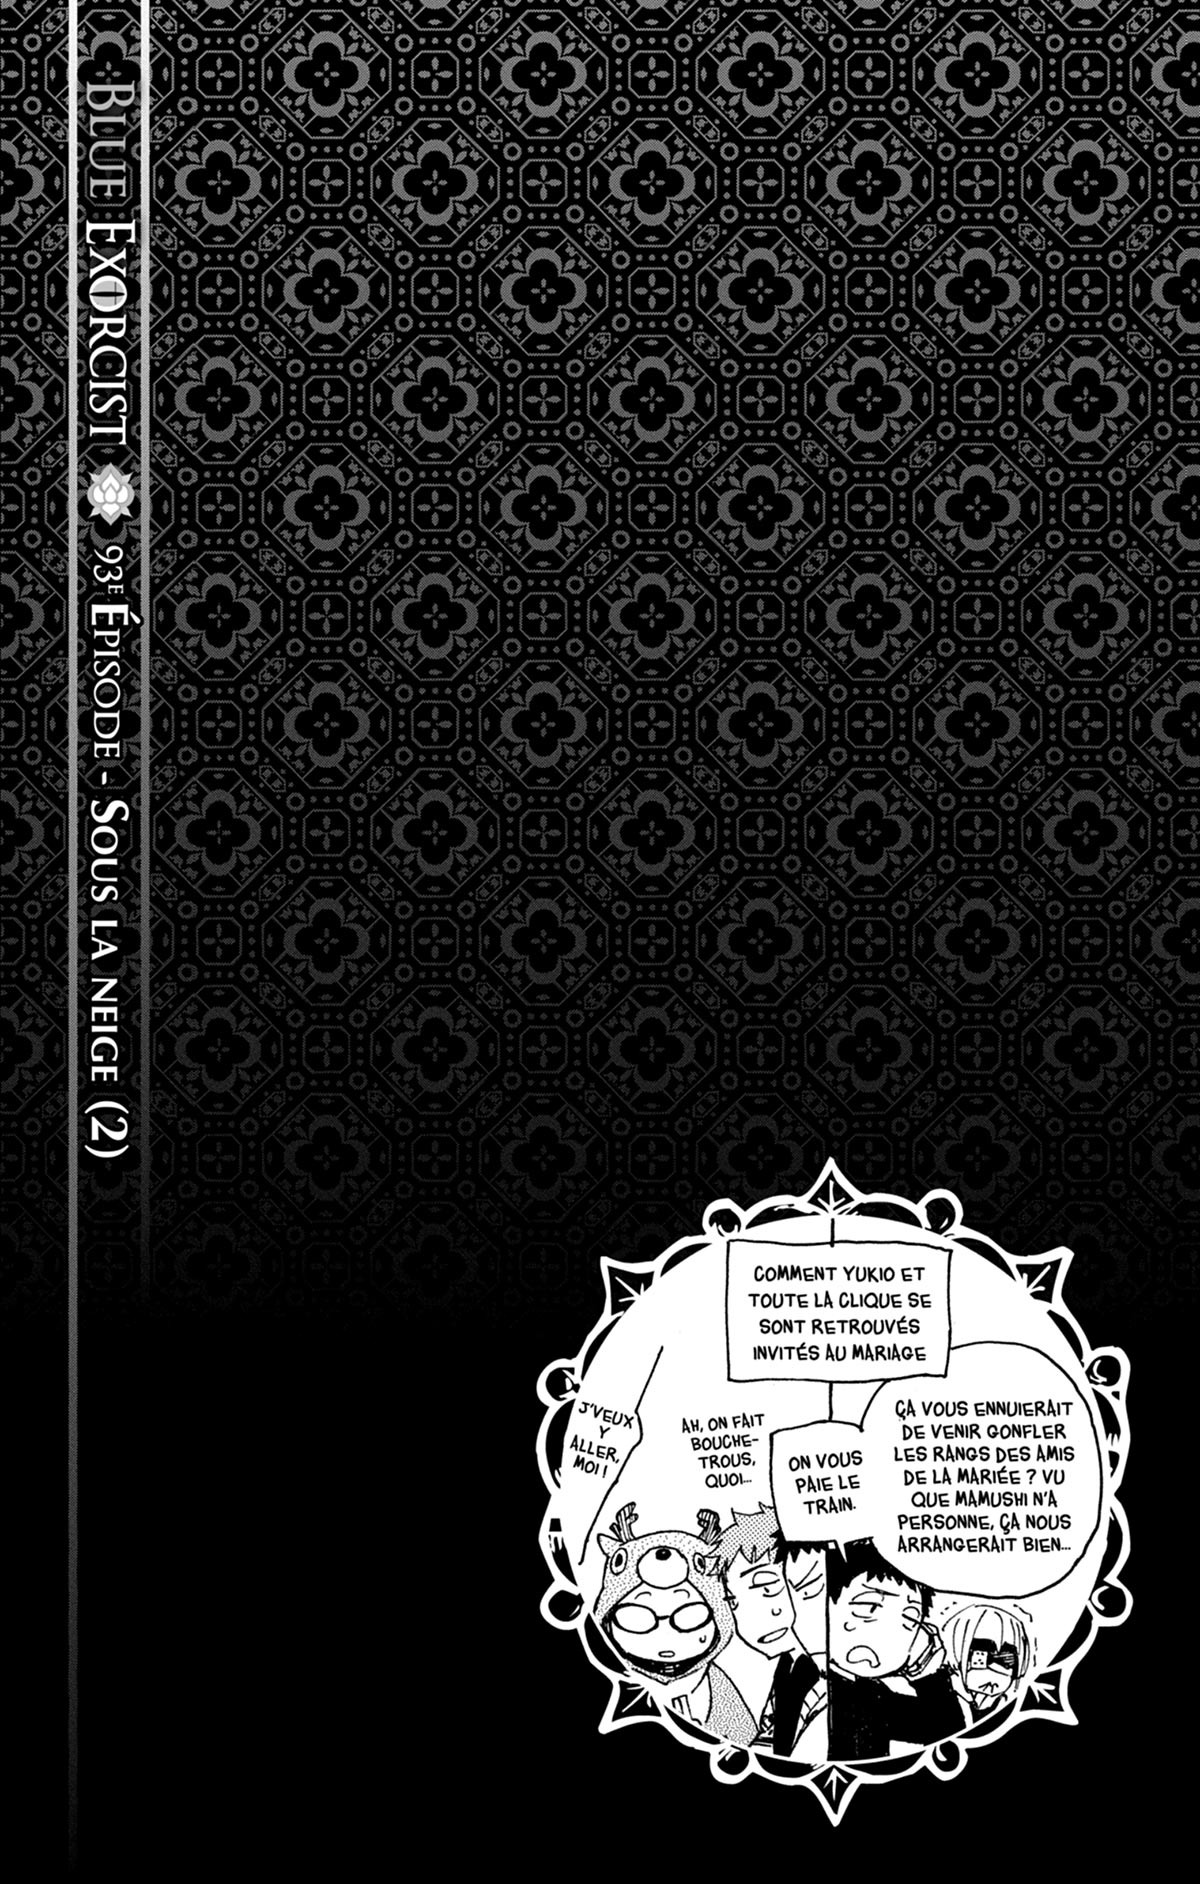 BLUE EXORCIST 93E ÉPISODE - SOUS LA NEIGE (2)
COMMENT YUKIO ET
TOUTE LA CLIQUE SE
SONT RETROUVÉS
INVITÉS AU MARIAGE
ÇA VOUS ENNUIERAIT
DE VENIR GONFLER
LES RANGS DES AMIS
DE LA MARIÉE ? VU
QUE MAMUSHI N'A
PERSONNE, ÇA NOUS
ARRANGERAIT BIEN...
ON VOUS
PAIE LE
TRAIN.
AH, ON FAIT
BOUCHE-
TROUS,
QUOI...
J'VEUX
Y
ALLER,
MOI !